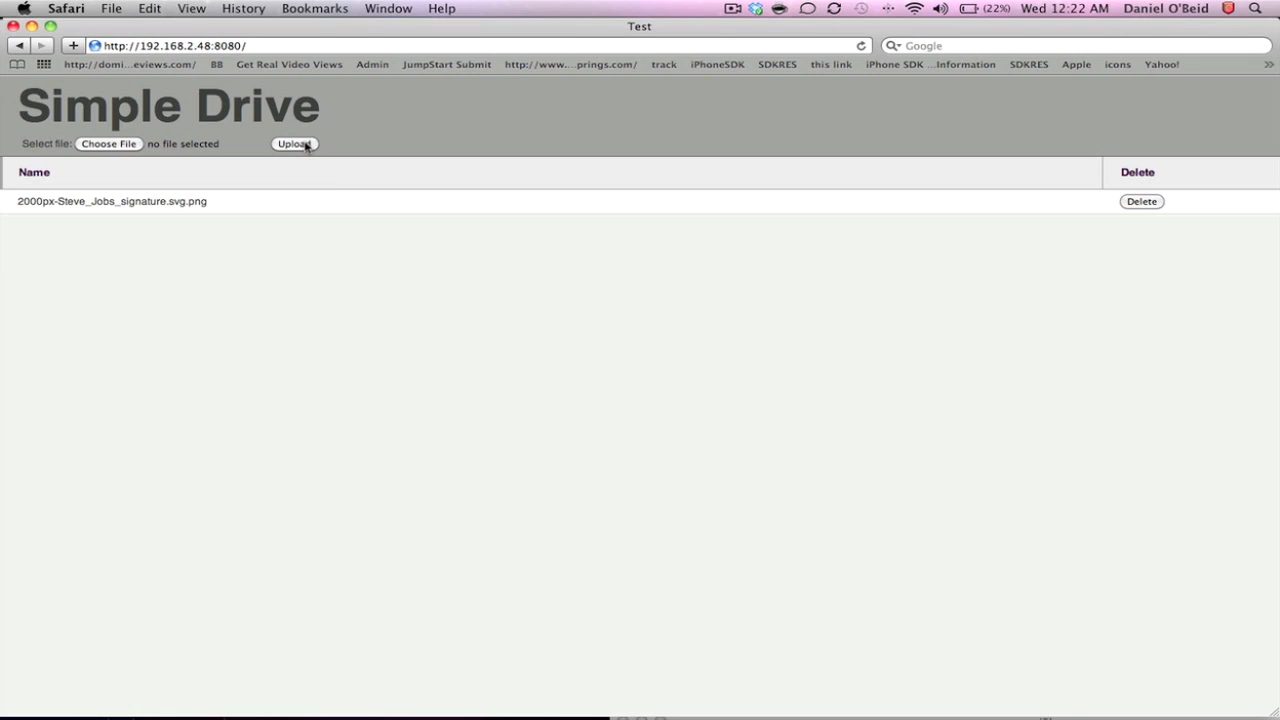 Safari File Edit View History Bookmarks Window Help (22%) Wed 12:22 AM Daniel O'Beid
Test
http://192.168.2.48:8080/ Google
http://domi...eviews.com/ BB Get Real Video Views Admin JumpStart Submit http://www....prings.com/ track iPhoneSDK SDKRES this link iPhone SDK ...Information SDKRES Apple icons Yahoo!
Simple Drive
Select file: Choose File no file selected Upload
Name Delete
2000px-Steve_Jobs_signature.svg.png Delete